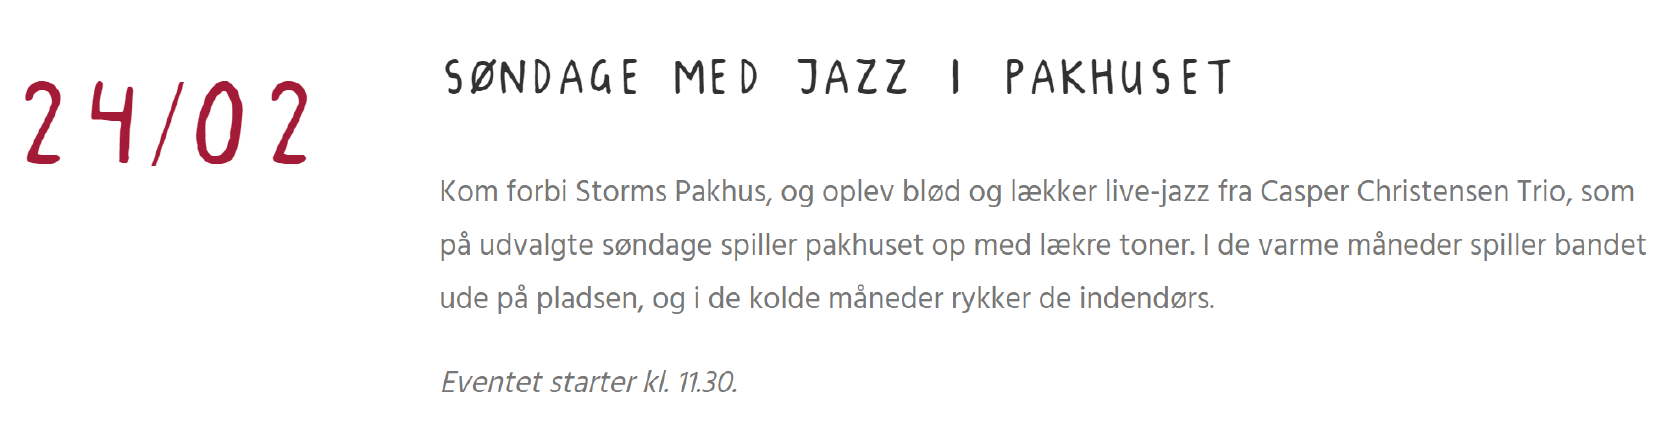 24/02
SØNDAGE MED JAZZ I PAKHUSET
Kom forbi Storms Pakhus, og oplev blød og lækker live-jazz fra Casper Christensen Trio, som
på udvalgte søndage spiller pakhuset op med lækre toner. I de varme måneder spiller bandet
ude på pladsen, og i de kolde måneder rykker de indendørs.
Eventet starter kl. 11.30.